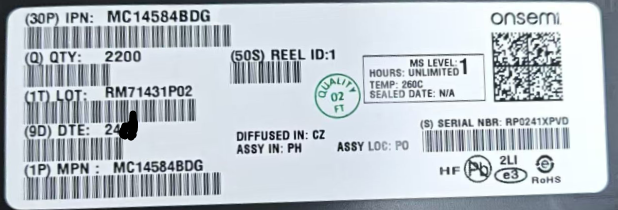 (30P) IPN: MC14584BDG
onsemi
(Q) QTY: 2200
(50S) REEL ID:1
MS LEVEL: 1
HOURS: UNLIMITED
TEMP: 260C
SEALED DATE: N/A
QUALITY
02
FT
(1T) LOT: RM71431P02
(9D) DTE: 24
DIFFUSED IN: CZ
ASSY IN: PH
ASSY LOC: PO
(S) SERIAL NBR: RP0241XPVD
(1P) MPN : MC14584BDG
HF
Pb
2LI
e3
e
RoHS